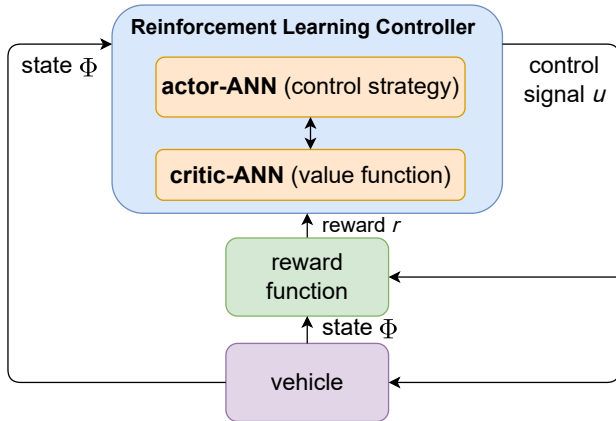 Reinforcement Learning Controller
state Φ
actor-ANN (control strategy)
control
signal u
critic-ANN (value function)
reward r
reward
function
state Φ
vehicle